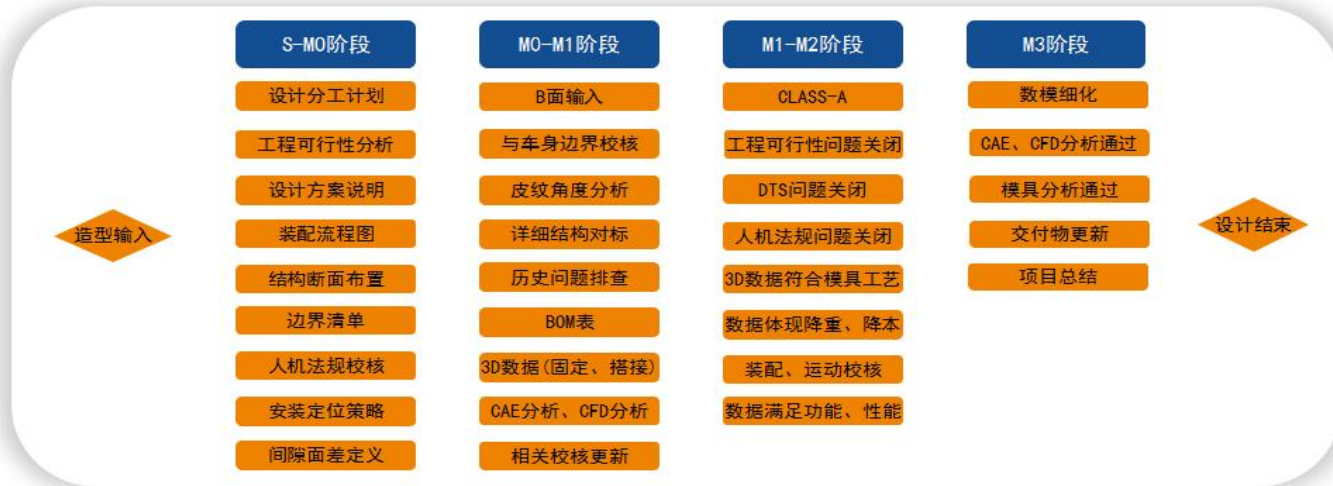 造型输入
S-M0阶段
设计分工计划
工程可行性分析
设计方案说明
装配流程图
结构断面布置
边界清单
人机法规校核
安装定位策略
间隙面差定义
M0-M1阶段
B面输入
与车身边界校核
皮纹角度分析
详细结构对标
历史问题排查
BOM表
3D数据(固定、搭接)
CAE分析、CFD分析
相关校核更新
M1-M2阶段
CLASS-A
工程可行性问题关闭
DTS问题关闭
人机法规问题关闭
3D数据符合模具工艺
数据体现降重、降本
装配、运动校核
数据满足功能、性能
M3阶段
数模细化
CAE、CFD分析通过
模具分析通过
交付物更新
项目总结
设计结束